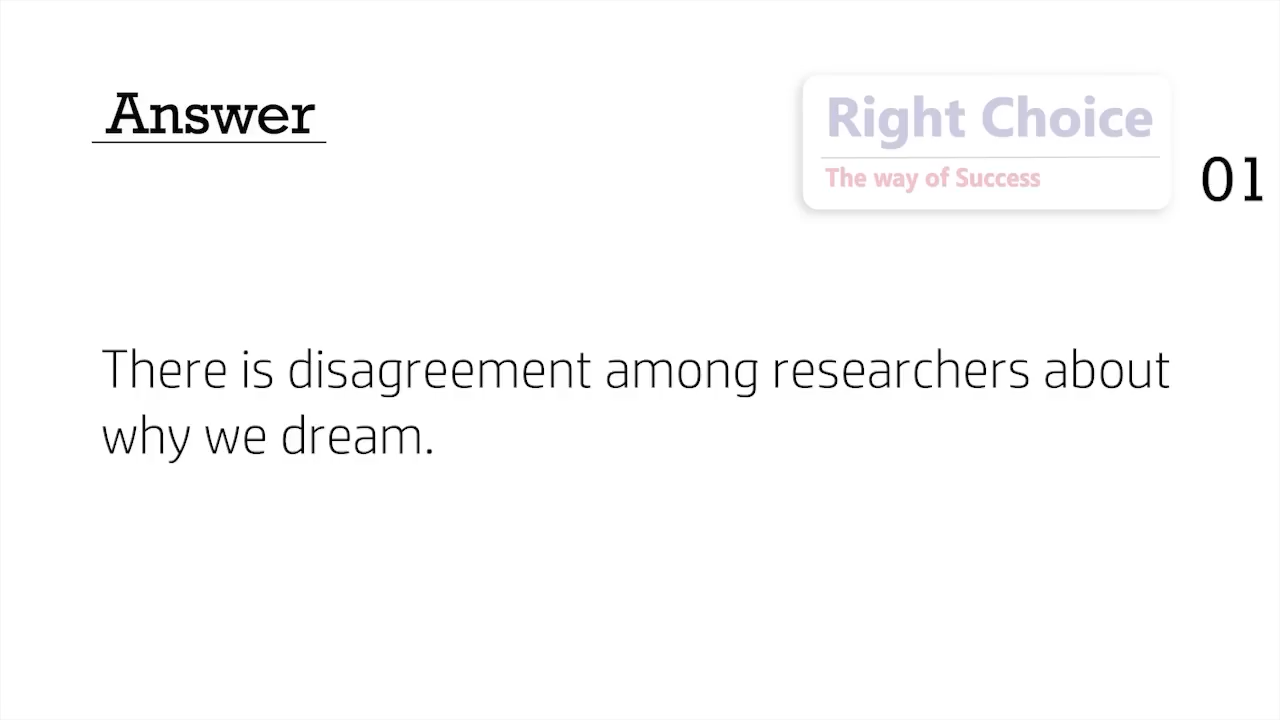 Answer
Right Choice
The way of Success
01
There is disagreement among researchers about
why we dream.